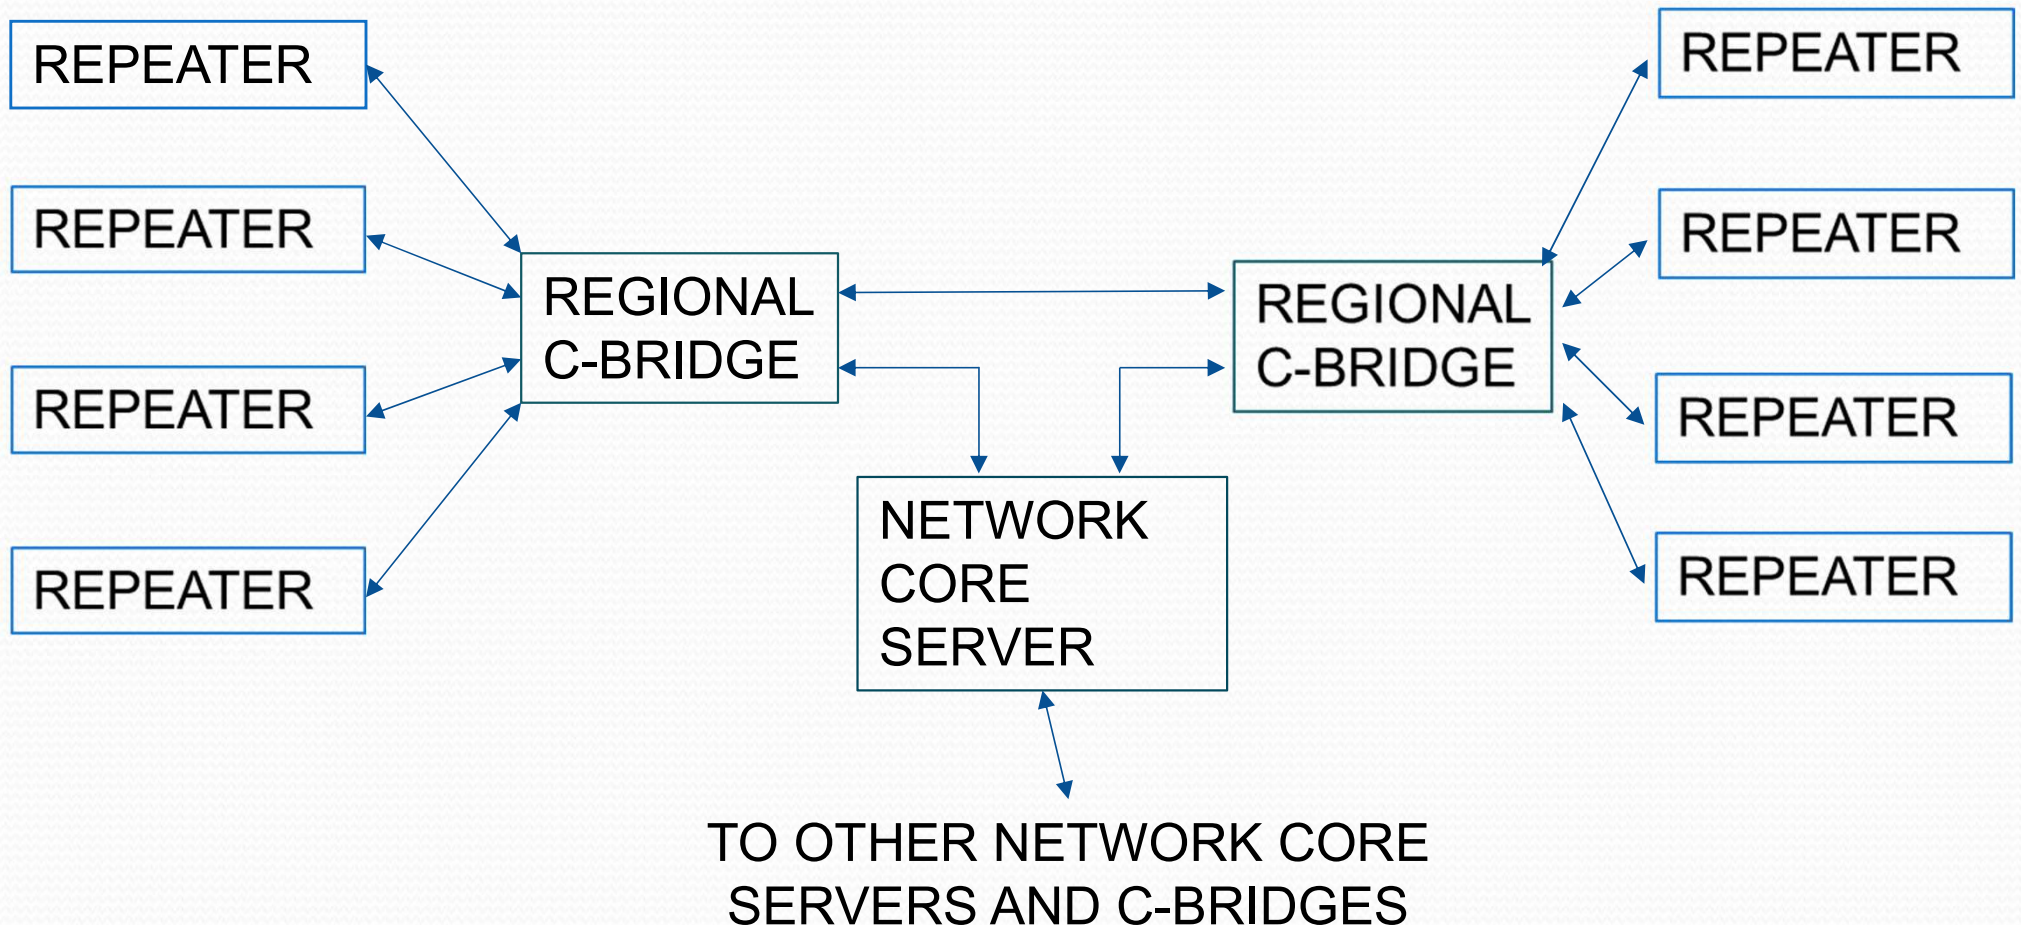 REPEATER
REPEATER
REPEATER
REPEATER
REGIONAL
C-BRIDGE
REGIONAL
C-BRIDGE
REPEATER
REPEATER
REPEATER
REPEATER
NETWORK
CORE
SERVER
TO OTHER NETWORK CORE
SERVERS AND C-BRIDGES